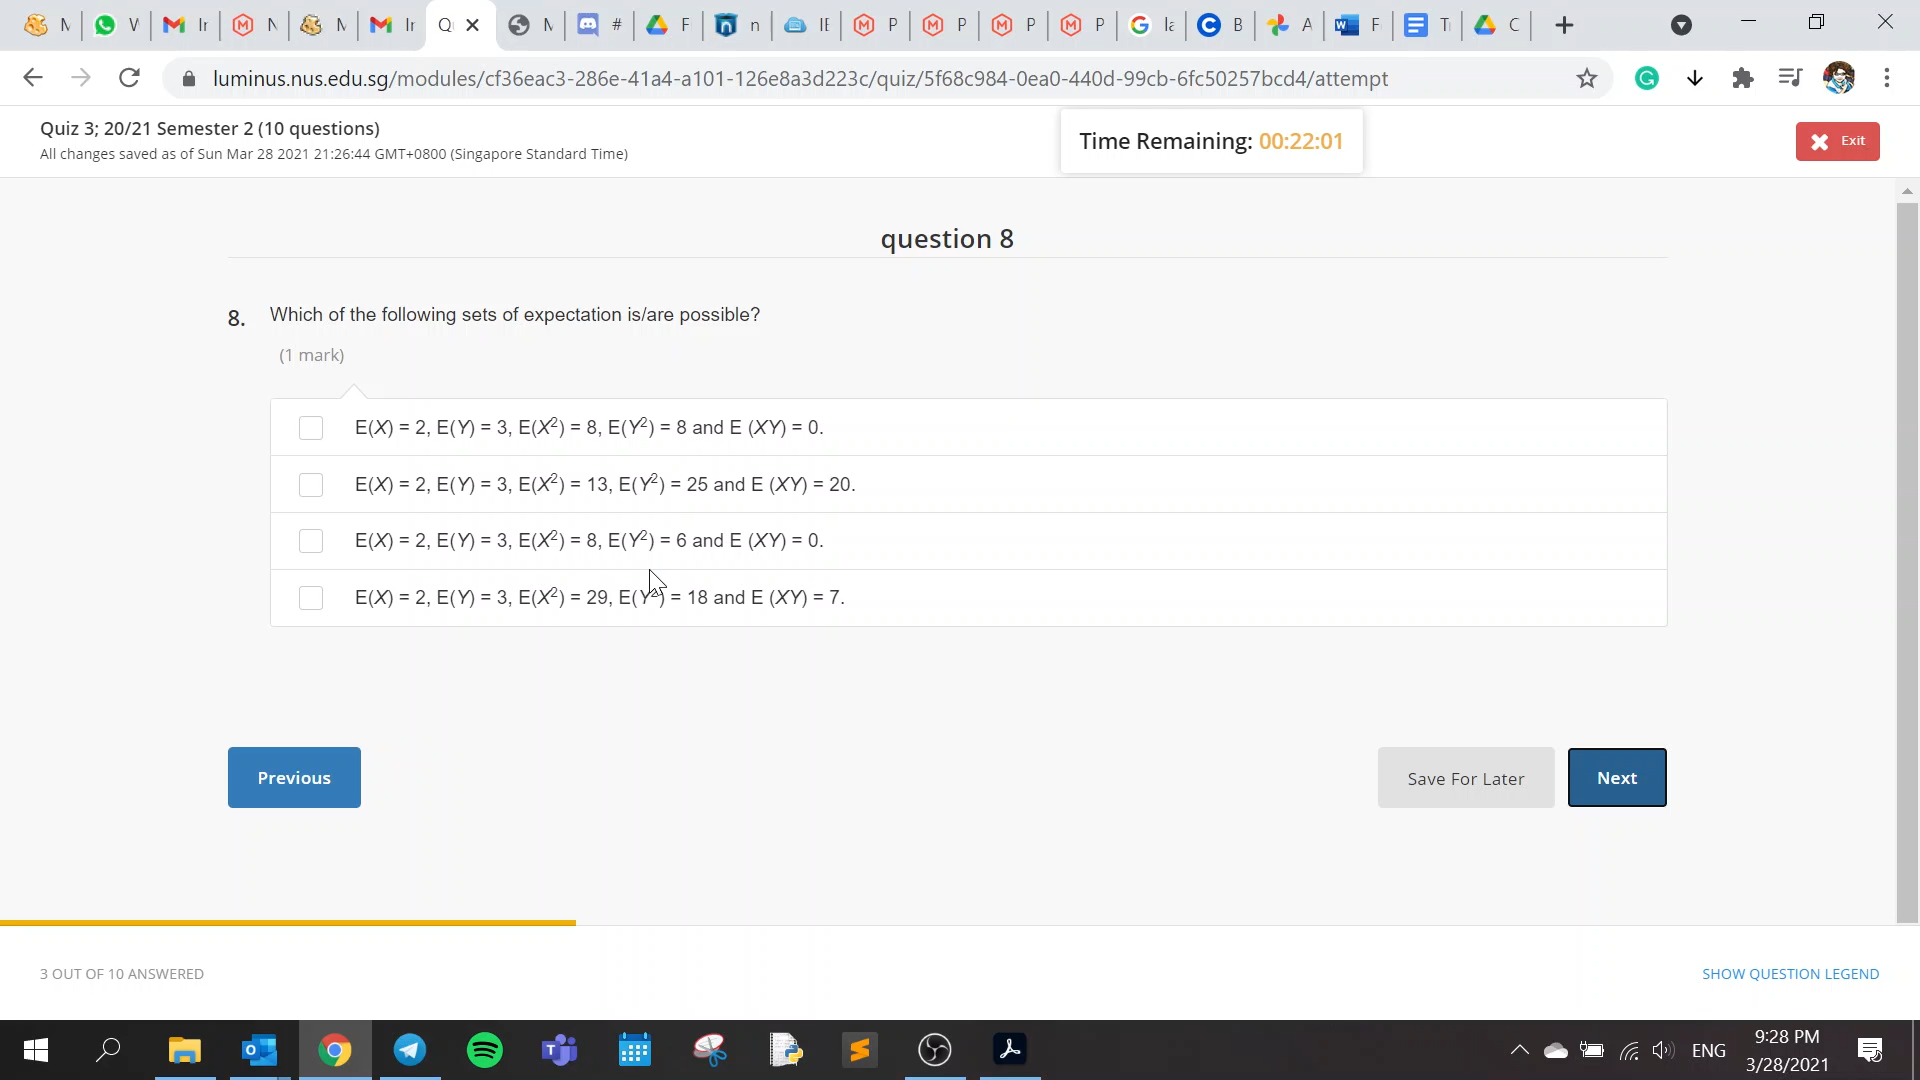 luminus.nus.edu.sg/modules/cf36eac3-286e-41a4-a101-126e8a3d223c/quiz/5f68c984-0ea0-440d-99cb-6fc50257bcd4/attempt
Quiz 3; 20/21 Semester 2 (10 questions)
All changes saved as of Sun Mar 28 2021 21:26:44 GMT+0800 (Singapore Standard Time)
Time Remaining: 00:22:01
Exit
question 8
8. Which of the following sets of expectation is/are possible?
(1 mark)
E(X) = 2, E(Y) = 3, E(X²) = 8, E(Y²) = 8 and E (XY) = 0.
E(X) = 2, E(Y) = 3, E(X²) = 13, E(Y²) = 25 and E (XY) = 20.
E(X) = 2, E(Y) = 3, E(X²) = 8, E(Y²) = 6 and E (XY) = 0.
E(X) = 2, E(Y) = 3, E(X²) = 29, E(Y²) = 18 and E (XY) = 7.
Previous
Save For Later
Next
3 OUT OF 10 ANSWERED
SHOW QUESTION LEGEND
ENG
9:28 PM
3/28/2021